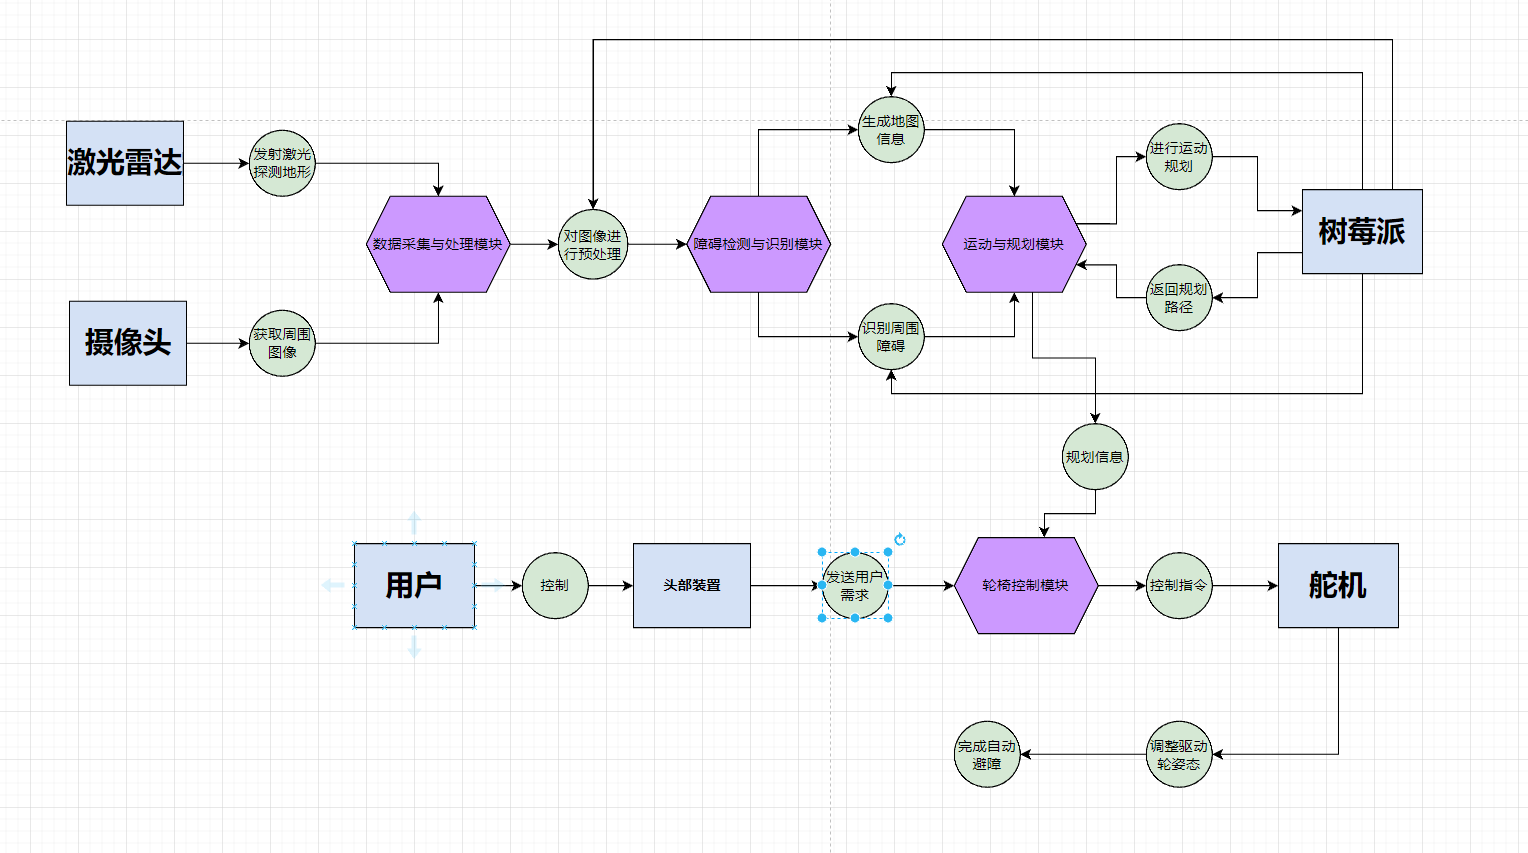 生成地图
信息
激光雷达
发射激光
探测地形
进行运动
规划
树莓派
数据采集与处理模块
对图像进
行预处理
障碍检测与识别模块
运动与规划模块
返回规划
路径
摄像头
获取周围
图像
识别周围
障碍
规划信息
用户
控制
头部装置
发送用户
需求
轮椅控制模块
控制指令
舵机
完成自动
避障
调整驱动
轮姿态